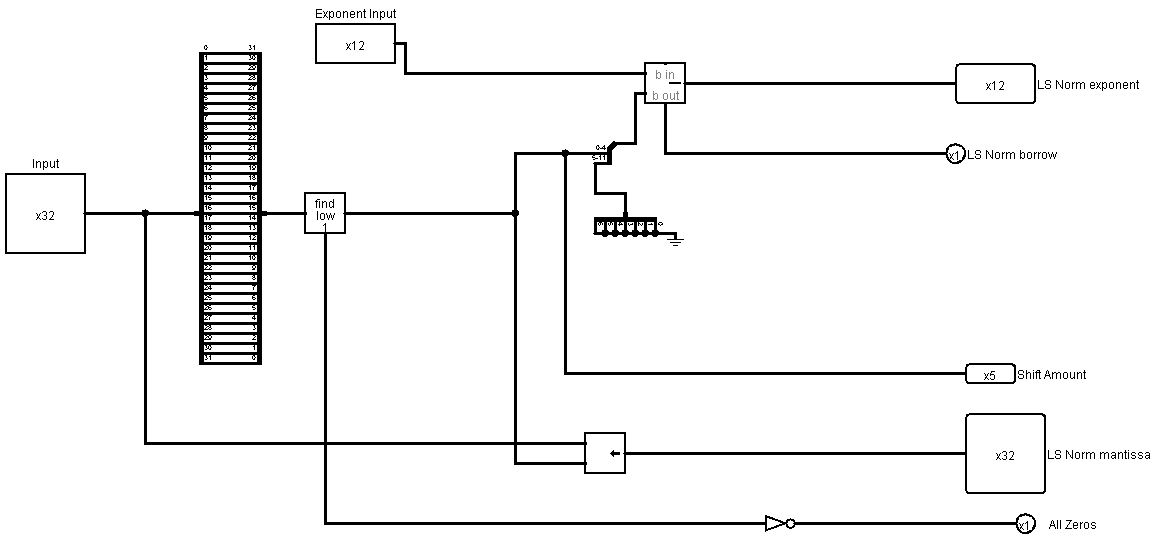 Exponent Input
x12
b in
b out
x12
LS Norm exponent
x1
LS Norm borrow
Input
x32
0 31
1 30
2 29
3 28
4 27
5 26
6 25
7 24
8 23
9 22
10 21
11 20
12 19
13 18
14 17
15 16
16 15
17 14
18 13
19 12
20 11
21 10
22 9
23 8
24 7
25 6
26 5
27 4
28 3
29 2
30 1
31 0
find
low
1
0-4
5-11
x5
Shift Amount
x32
LS Norm mantissa
x1
All Zeros